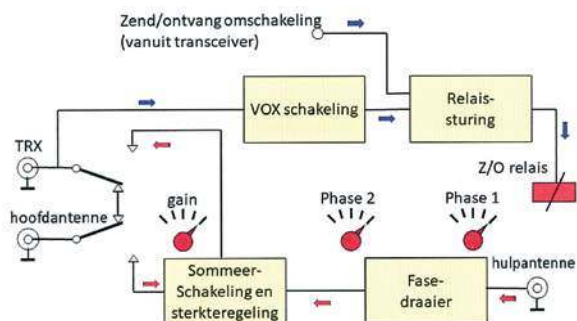 Zend/ontvang omschakeling
(vanuit transceiver)
VOX schakeling
Relais-
sturing
TRX
Z/O relais
hoofdantenne
gain
Phase 2
Phase 1
hulpantenne
Sommeer-
Schakeling en
sterkteregeling
Fase-
draaier